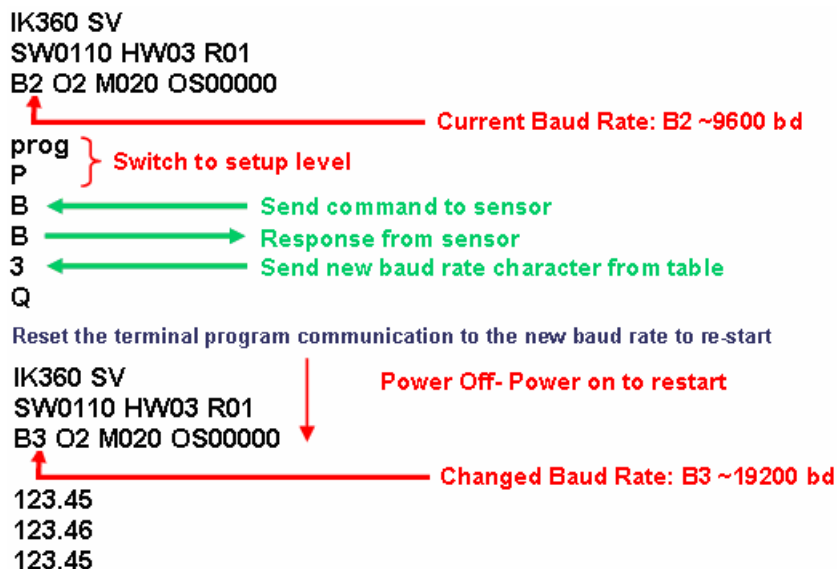 IK360 SV
SW0110 HW03 R01
B2 O2 M020 OS00000
Current Baud Rate: B2 ~9600 bd
prog
P
Switch to setup level
B
Send command to sensor
B
Response from sensor
3
Send new baud rate character from table
Q
Reset the terminal program communication to the new baud rate to re-start
IK360 SV
Power Off- Power on to restart
SW0110 HW03 R01
B3 O2 M020 OS00000
Changed Baud Rate: B3 ~19200 bd
123.45
123.46
123.45